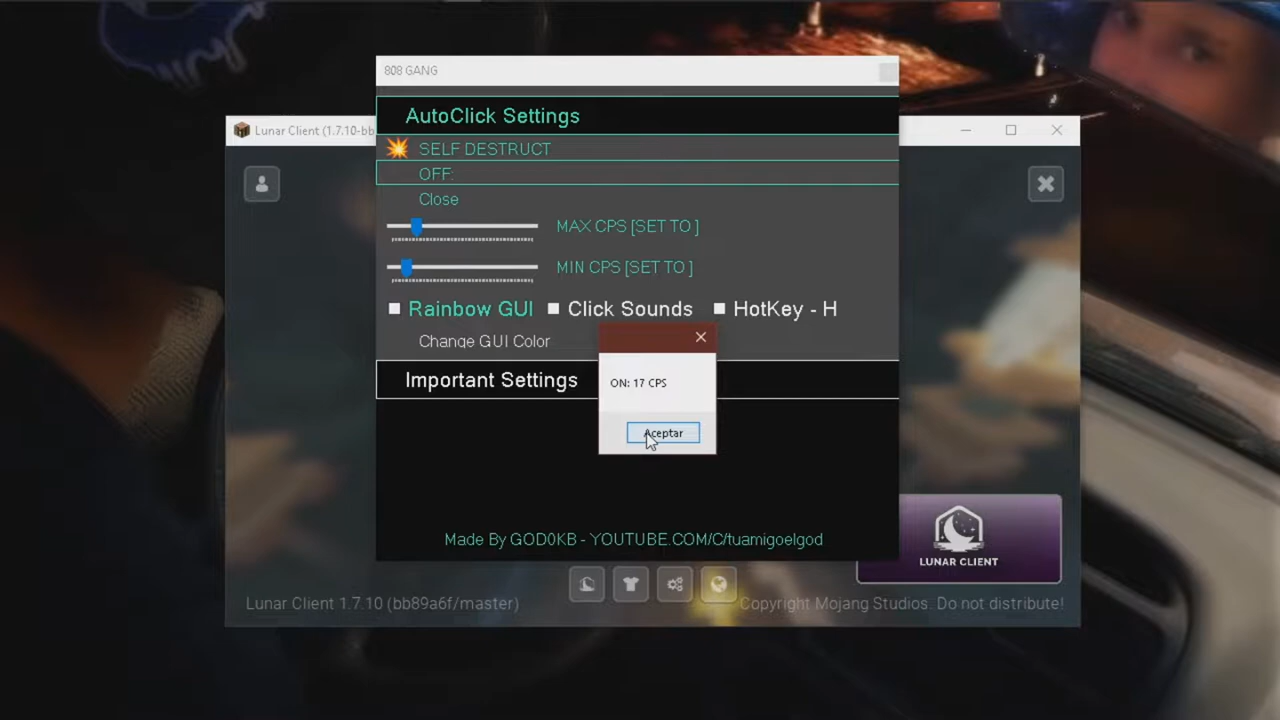 808 GANG
AutoClick Settings
Lunar Client (1.7.10-bb
SELF DESTRUCT
OFF:
Close
MAX CPS [SET TO ]
MIN CPS [SET TO ]
Rainbow GUI Click Sounds HotKey - H
Change GUI Color
Important Settings
ON: 17 CPS
Aceptar
Made By GOD0KB - YOUTUBE.COM/C/tuamigoelgod
LUNAR CLIENT
Lunar Client 1.7.10 (bb89a6f/master)
Copyright Mojang Studios. Do not distribute!